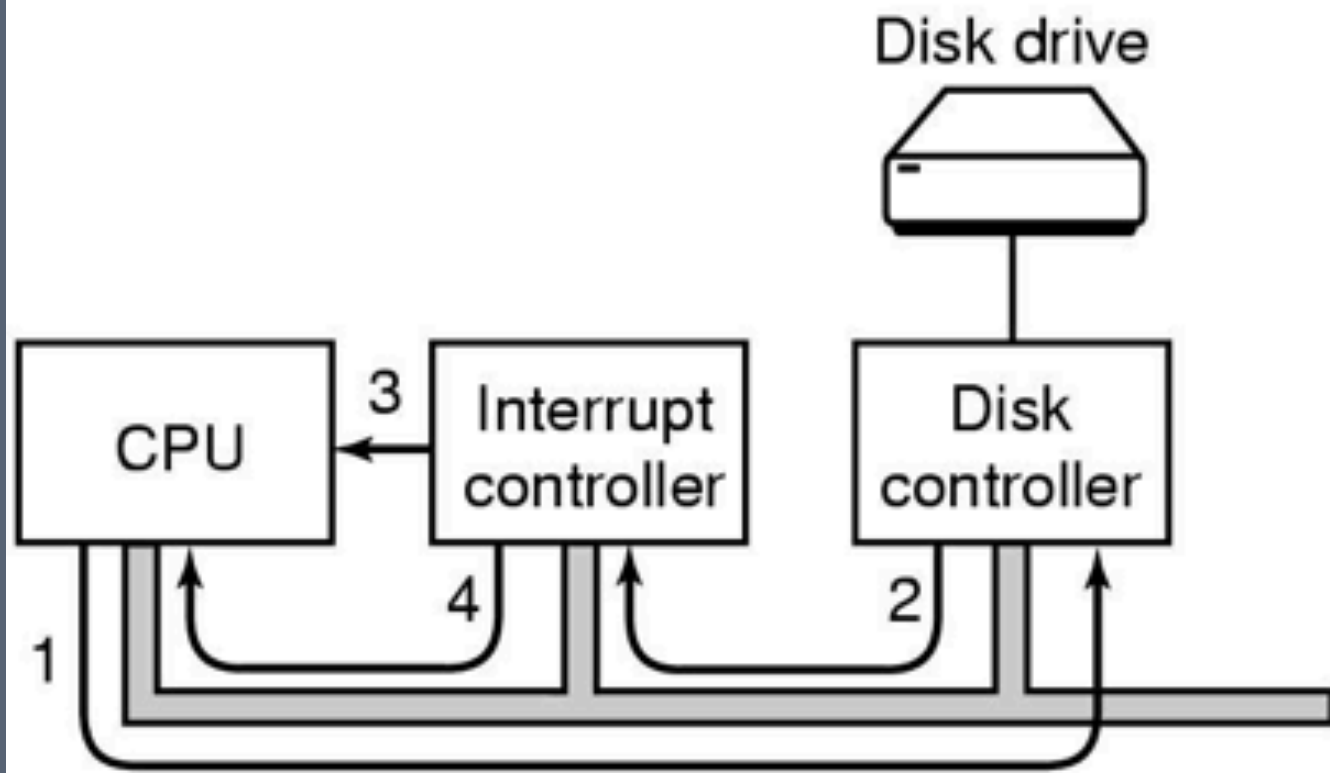 Disk drive
CPU
3
Interrupt
controller
Disk
controller
1
4
2